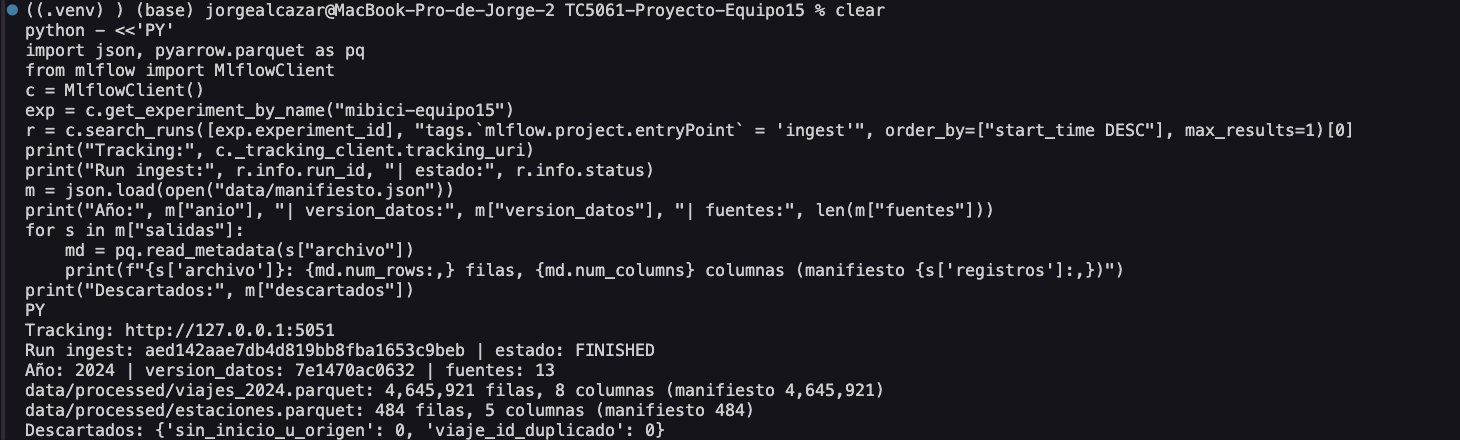 ((.venv) ) (base) jorgealcazar@MacBook-Pro-de-Jorge-2 TC5061-Proyecto-Equipo15 % clear
python - <<'PY'
import json, pyarrow.parquet as pq
from mlflow import MlflowClient
c = MlflowClient()
exp = c.get_experiment_by_name("mibici-equipo15")
r = c.search_runs([exp.experiment_id], "tags.`mlflow.project.entryPoint` = 'ingest'", order_by=["start_time DESC"], max_results=1)[0]
print("Tracking:", c._tracking_client.tracking_uri)
print("Run ingest:", r.info.run_id, "| estado:", r.info.status)
m = json.load(open("data/manifiesto.json"))
print("Año:", m["anio"], "| version_datos:", m["version_datos"], "| fuentes:", len(m["fuentes"]))
for s in m["salidas"]:
    md = pq.read_metadata(s["archivo"])
    print(f"{s['archivo']}: {md.num_rows:,} filas, {md.num_columns} columnas (manifiesto {s['registros']:,})")
print("Descartados:", m["descartados"])
PY
Tracking: http://127.0.0.1:5051
Run ingest: aed142aae7db4d819bb8fba1653c9beb | estado: FINISHED
Año: 2024 | version_datos: 7e1470ac0632 | fuentes: 13
data/processed/viajes_2024.parquet: 4,645,921 filas, 8 columnas (manifiesto 4,645,921)
data/processed/estaciones.parquet: 484 filas, 5 columnas (manifiesto 484)
Descartados: {'sin_inicio_u_origen': 0, 'viaje_id_duplicado': 0}